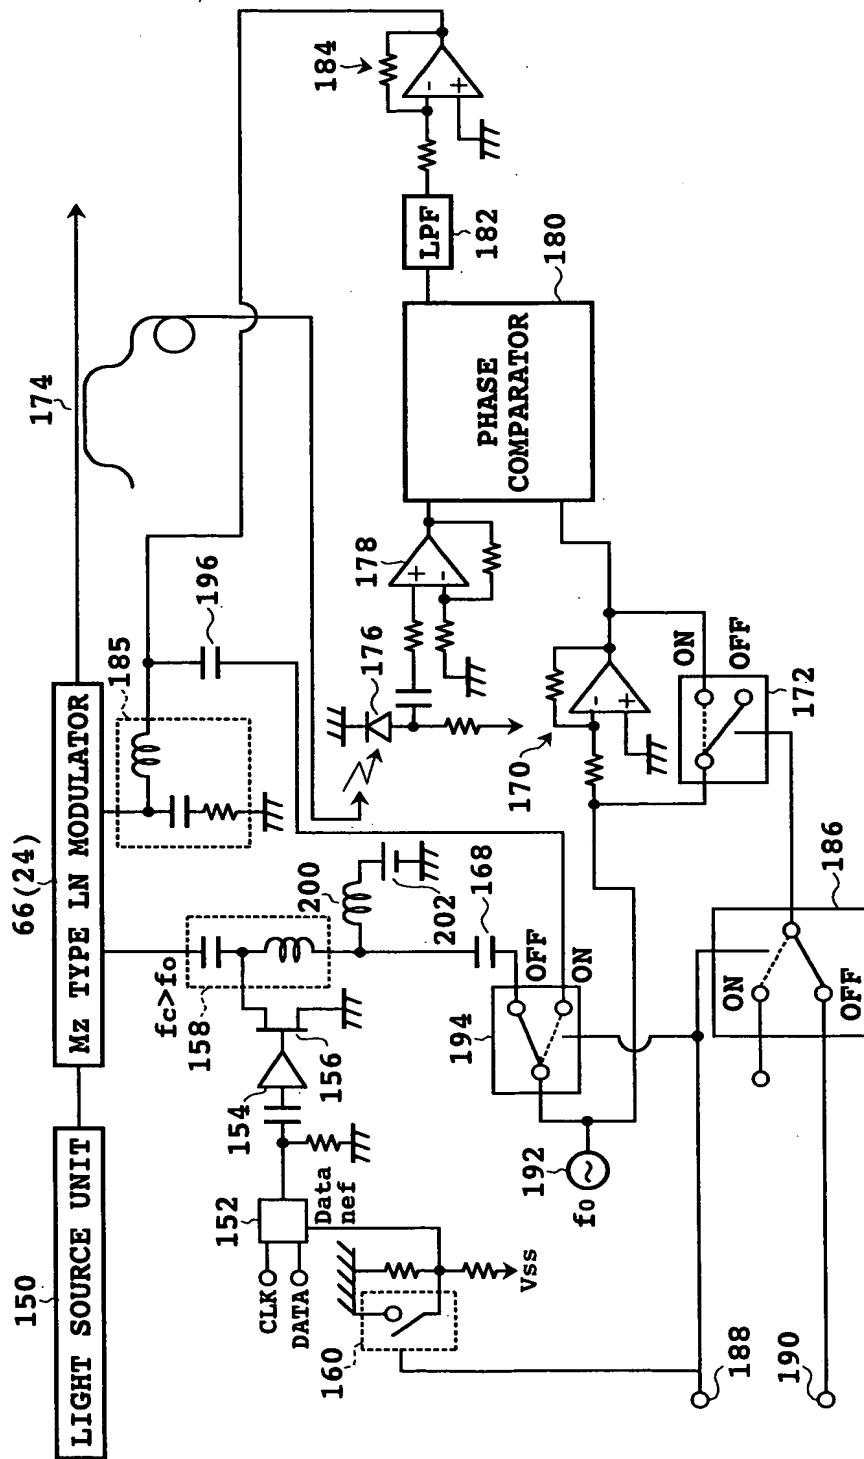 150
LIGHT SOURCE UNIT
66(24)
MZ TYPE LN MODULATOR
174
185
196
fc>fo
158
200
202
168
154
156
152
CLK
DATA
Data
nef
160
Vss
OFF
ON
194
192
fo
176
178
PHASE
COMPARATOR
180
LPF
182
184
170
ON
OFF
172
186
ON
OFF
188
190
+
-
-
+
-
+
~